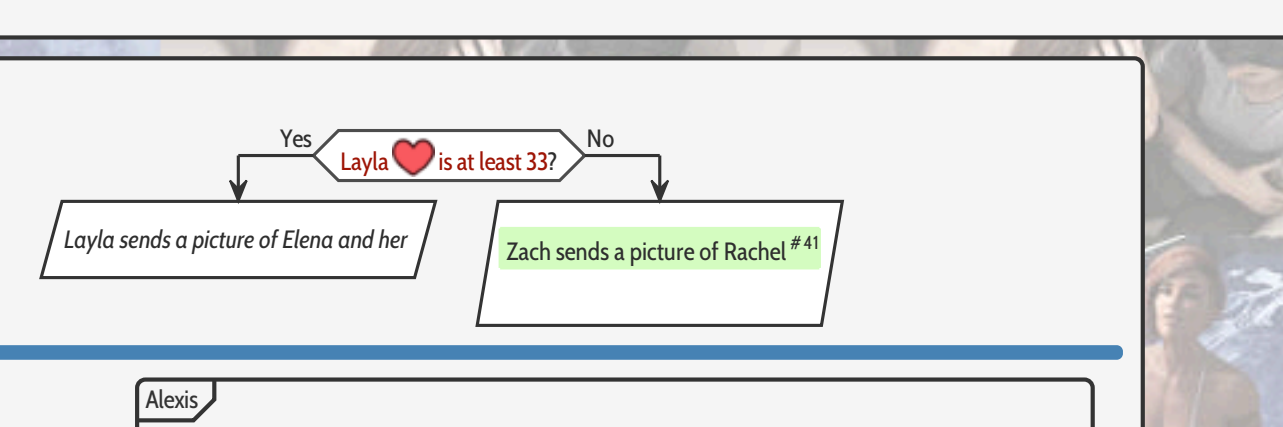 Yes
Layla ❤ is at least 33?
No
Layla sends a picture of Elena and her
Zach sends a picture of Rachel #41
Alexis